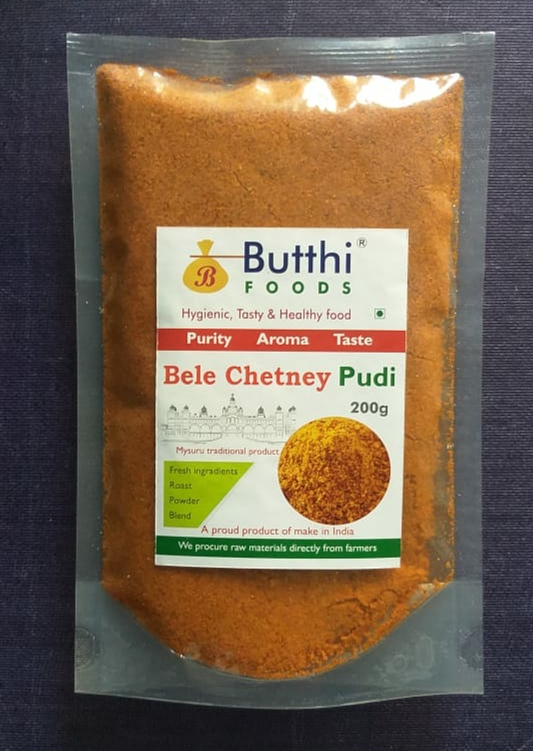 B
Butthi®
FOODS
Hygienic, Tasty & Healthy food
Purity Aroma Taste
Bele Chetney Pudi
200g
Mysuru traditional product
Fresh ingredients
Roast
Powder
Blend
A proud product of make in India
We procure raw materials directly from farmers